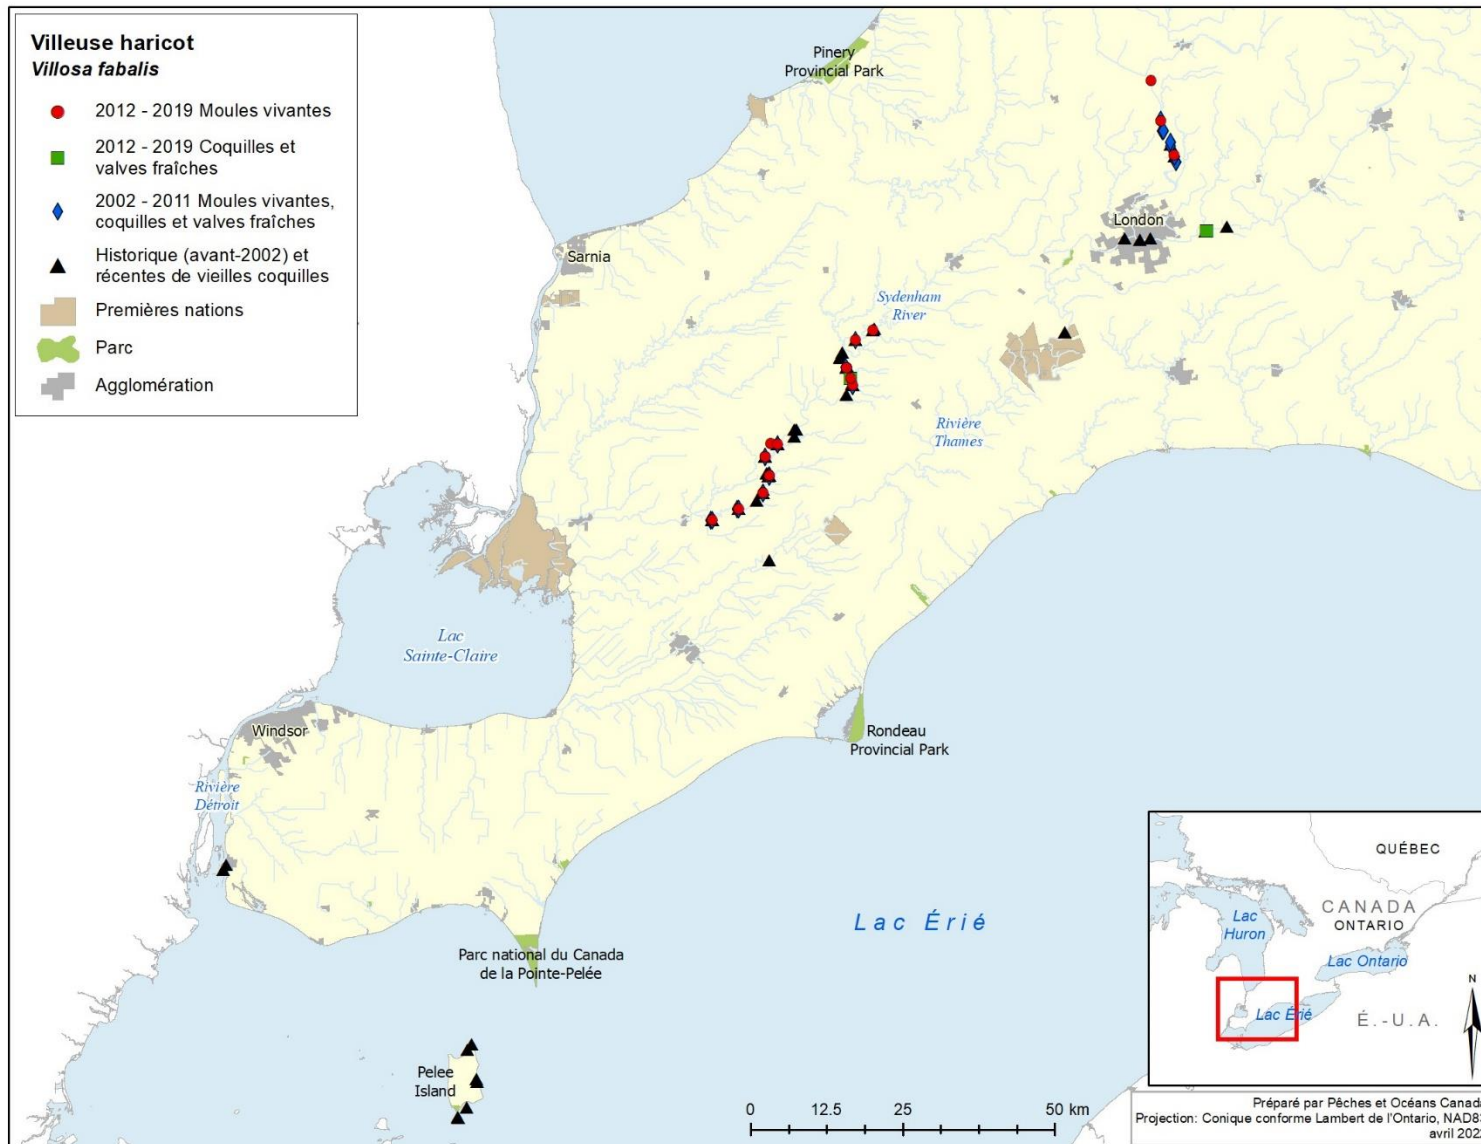 Villeuse haricot
Villosa fabalis
2012 - 2019 Moules vivantes
2012 - 2019 Coquilles et
valves fraîches
2002 - 2011 Moules vivantes,
coquilles et valves fraîches
Historique (avant-2002) et
récentes de vieilles coquilles
Premières nations
Parc
Agglomération
Pinery
Provincial Park
London
Sarnia
Sydenham
River
Rivière
Thames
Lac
Sainte-Claire
Windsor
Rondeau
Provincial Park
Rivière
Détroit
Lac Érié
Parc national du Canada
de la Pointe-Pelée
Pelee
Island
QUÉBEC
CANADA
ONTARIO
Lac
Huron
Lac Ontario
Lac Érié
É.-U.A.
N
0 12.5 25 50 km
Préparé par Pêches et Océans Canada
Projection: Conique conforme Lambert de l'Ontario, NAD8
avril 202